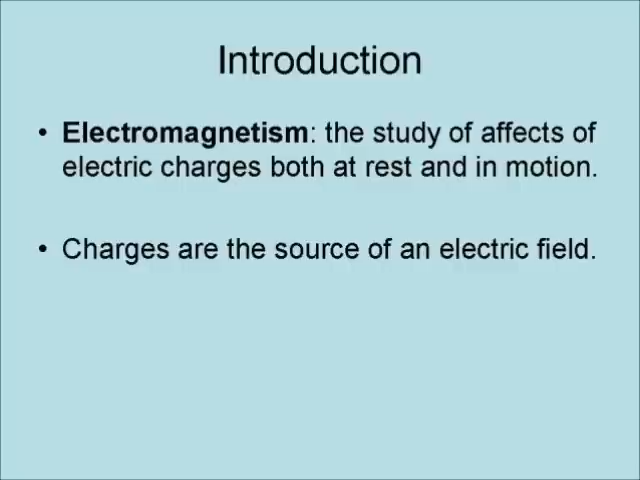 Introduction
• Electromagnetism: the study of affects of
electric charges both at rest and in motion.
• Charges are the source of an electric field.